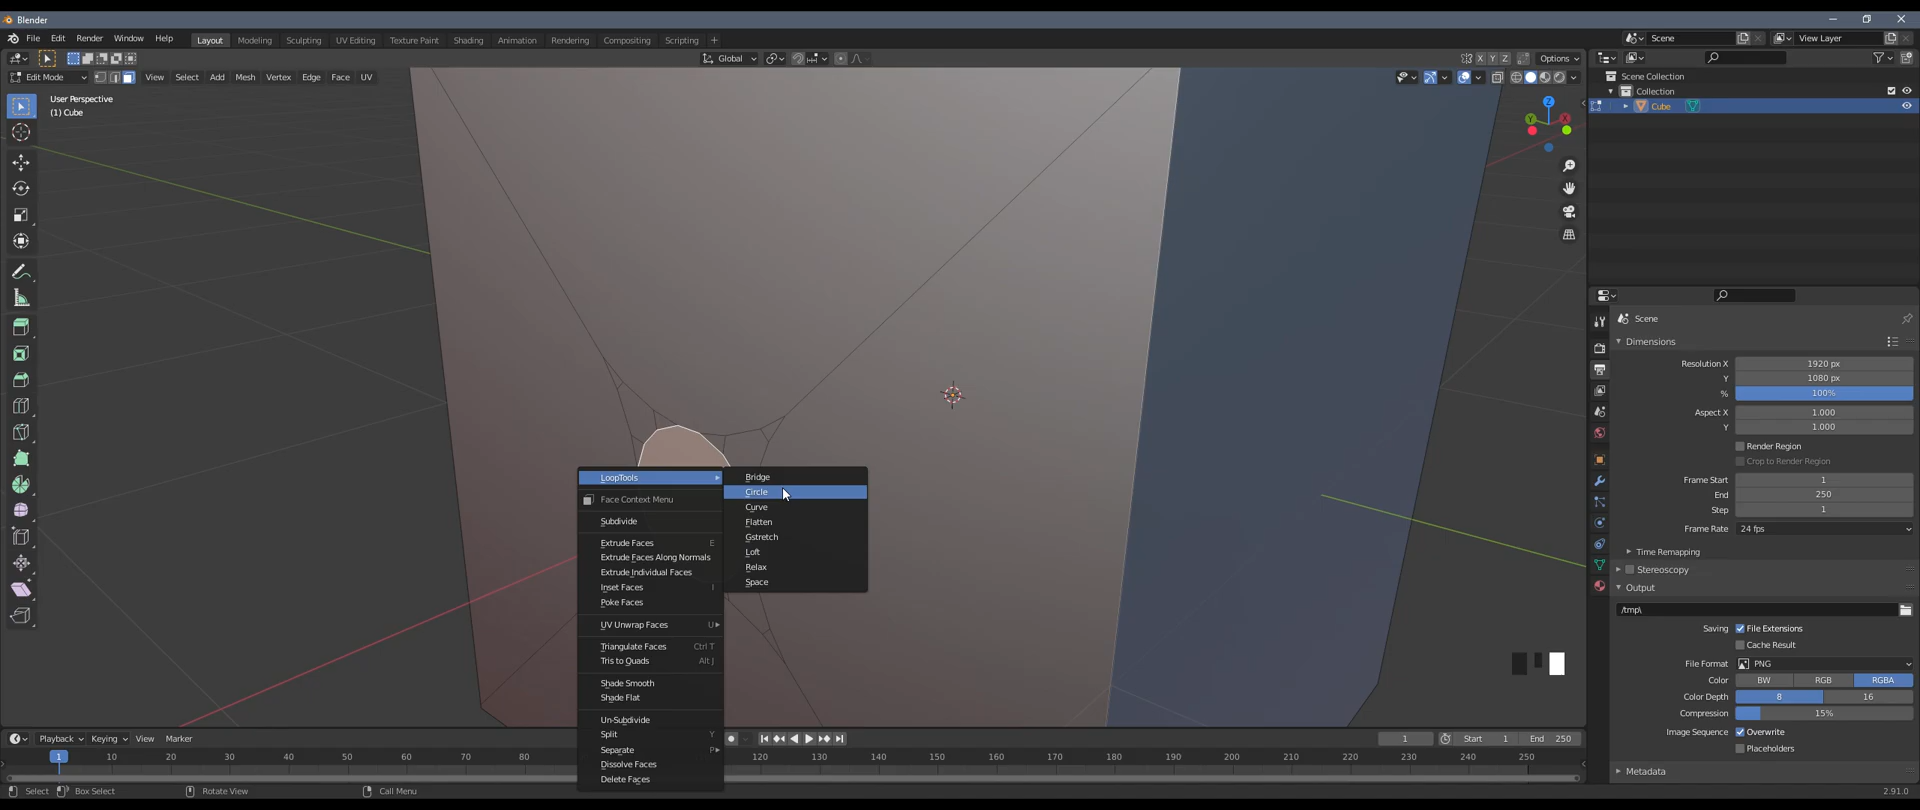 Blender
File Edit Render Window Help Layout Modeling Sculpting UV Editing Texture Paint Shading Animation Rendering Compositing Scripting + Scene View Layer
Global X Y Z Options
Edit Mode View Select Add Mesh Vertex Edge Face UV
User Perspective
(1) Cube
Scene Collection
Collection
Cube
Z
Y X
Scene
Dimensions
Resolution X 1920 px
Y 1080 px
% 100%
Aspect X 1.000
Y 1.000
Render Region
Crop to Render Region
Frame Start 1
End 250
Step 1
Frame Rate 24 fps
Time Remapping
Stereoscopy
Output
/tmp\
Saving File Extensions
Cache Result
File Format PNG
Color BW RGB RGBA
Color Depth 8 16
Compression 15%
Image Sequence Overwrite
Placeholders
Metadata
LoopTools
Face Context Menu
Subdivide
Extrude Faces E
Extrude Faces Along Normals
Extrude Individual Faces
Inset Faces I
Poke Faces
UV Unwrap Faces U
Triangulate Faces Ctrl T
Tris to Quads Alt J
Shade Smooth
Shade Flat
Un-Subdivide
Split Y
Separate P
Dissolve Faces
Delete Faces
Bridge
Circle
Curve
Flatten
Gstretch
Loft
Relax
Space
Playback Keying View Marker 1 Start 1 End 250
1 10 20 30 40 50 60 70 80 120 130 140 150 160 170 180 190 200 210 220 230 240 250
Select Box Select Rotate View Call Menu 2.91.0